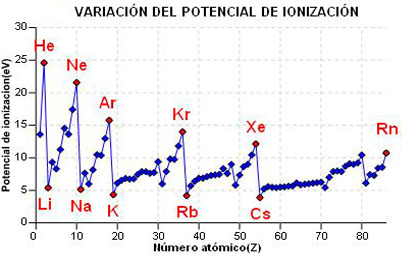 VARIACIÓN DEL POTENCIAL DE IONIZACIÓN
Potencial de ionizacion(eV)
30
25
20
15
10
5
0
He
Ne
Ar
Kr
Xe
Rn
Li
Na
K
Rb
Cs
0 10 20 30 40 50 60 70 80
Número atómico(Z)